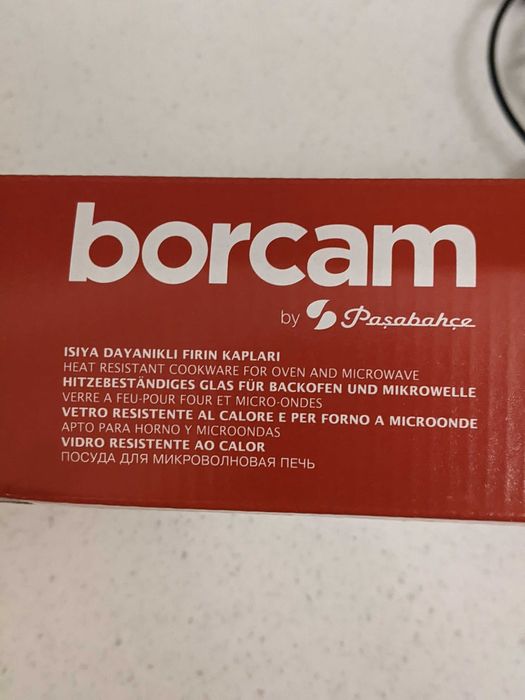 borcam
by Paşabahçe
ISIYA DAYANIKLI FIRIN KAPLARI
HEAT RESISTANT COOKWARE FOR OVEN AND MICROWAVE
HITZEBESTÄNDIGES GLAS FÜR BACKOFEN UND MIKROWELLE
VERRE A FEU-POUR FOUR ET MICRO-ONDES
VETRO RESISTENTE AL CALORE E PER FORNO A MICROONDE
APTO PARA HORNO Y MICROONDAS
VIDRO RESISTENTE AO CALOR
ПОСУДА ДЛЯ МИКРОВОЛНОВАЯ ПЕЧЬ